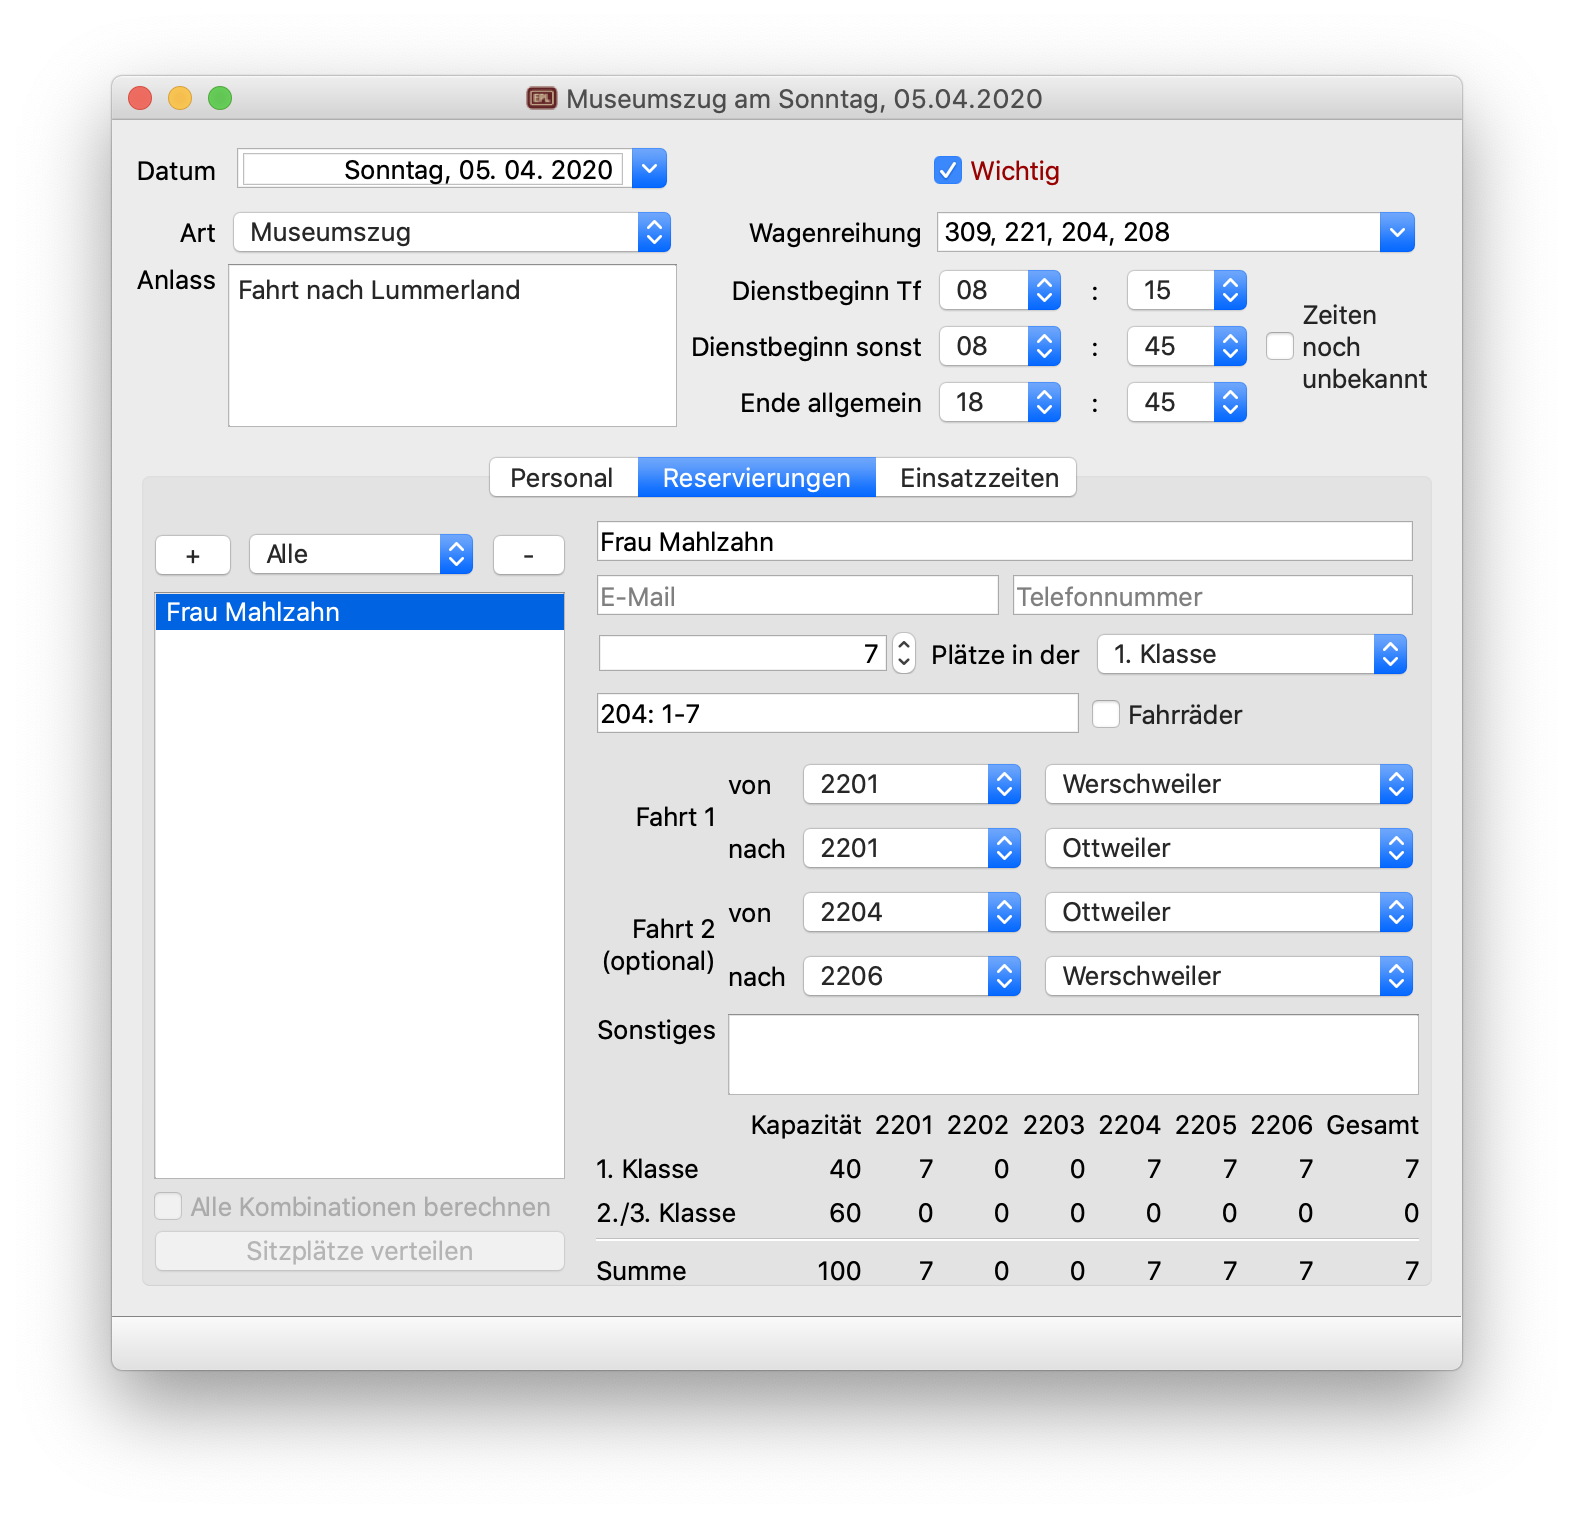 EPL Museumszug am Sonntag, 05.04.2020
Datum Sonntag, 05. 04. 2020 Wichtig
Art Museumszug Wagenreihung 309, 221, 204, 208
Anlass Fahrt nach Lummerland
Dienstbeginn Tf 08 : 15
Dienstbeginn sonst 08 : 45
Ende allgemein 18 : 45
Zeiten
noch
unbekannt
Personal Reservierungen Einsatzzeiten
+ Alle -
Frau Mahlzahn
Alle Kombinationen berechnen
Sitzplätze verteilen
Frau Mahlzahn
E-Mail Telefonnummer
7 Plätze in der 1. Klasse
204: 1-7 Fahrräder
Fahrt 1
von 2201 Werschweiler
nach 2201 Ottweiler
Fahrt 2
(optional)
von 2204 Ottweiler
nach 2206 Werschweiler
Sonstiges
Kapazität 2201 2202 2203 2204 2205 2206 Gesamt
1. Klasse 40 7 0 0 7 7 7 7
2./3. Klasse 60 0 0 0 0 0 0 0
Summe 100 7 0 0 7 7 7 7